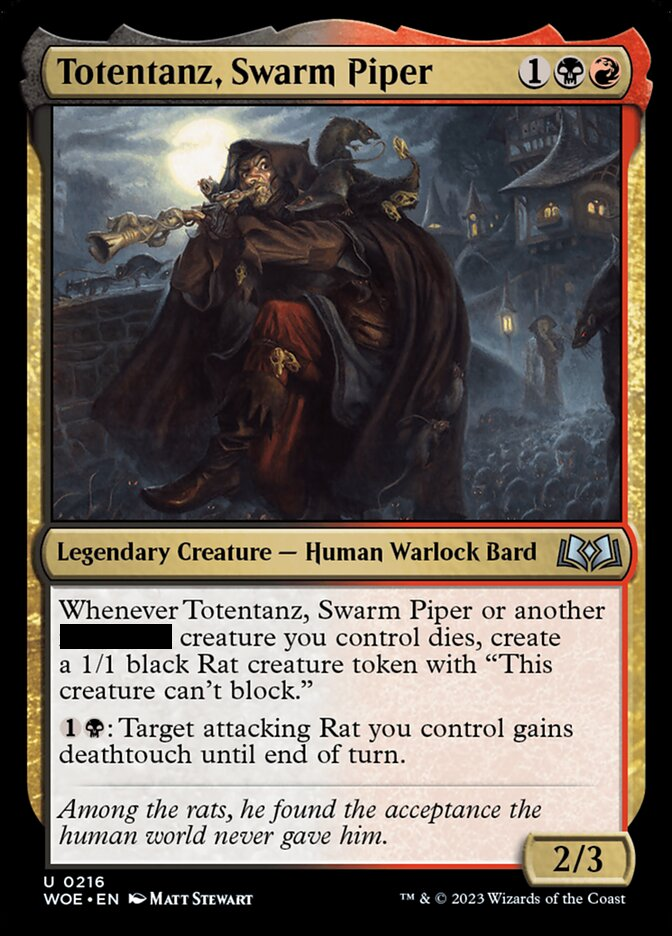 Totentanz, Swarm Piper 1
Legendary Creature — Human Warlock Bard
Whenever Totentanz, Swarm Piper or another
creature you control dies, create
a 1/1 black Rat creature token with “This
creature can’t block.”
1: Target attacking Rat you control gains
deathtouch until end of turn.
Among the rats, he found the acceptance the
human world never gave him.
2/3
U 0216
WOE • EN Matt Stewart
™ & © 2023 Wizards of the Coast